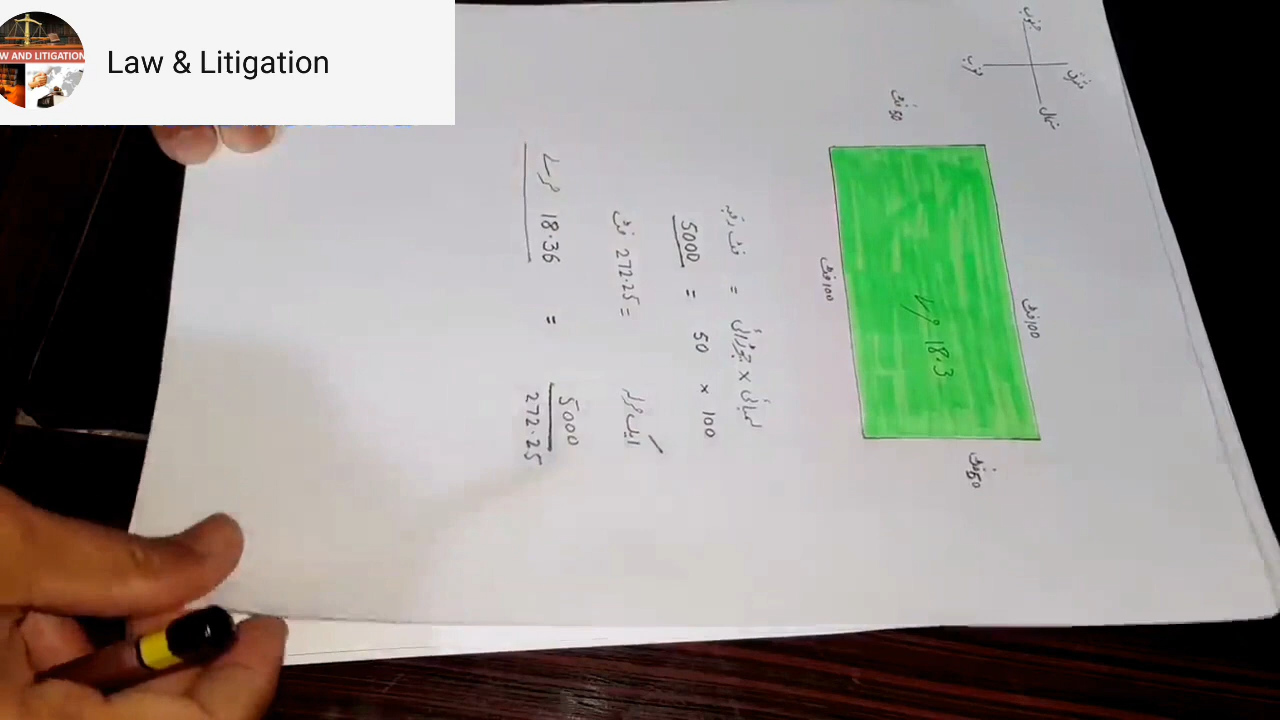 Law & Litigation
W AND LITIGATION
جنوب
مشرق
مغرب
شمال
50 فٹ
100 فٹ
100 فٹ
18.3 مرلے
50 فٹ
لمبائی x چوڑائی = فٹ رقبہ
100 x 50 = 5000
ایک مرلہ = 272.25 فٹ
5000
272.25
= 18.36 مرلے